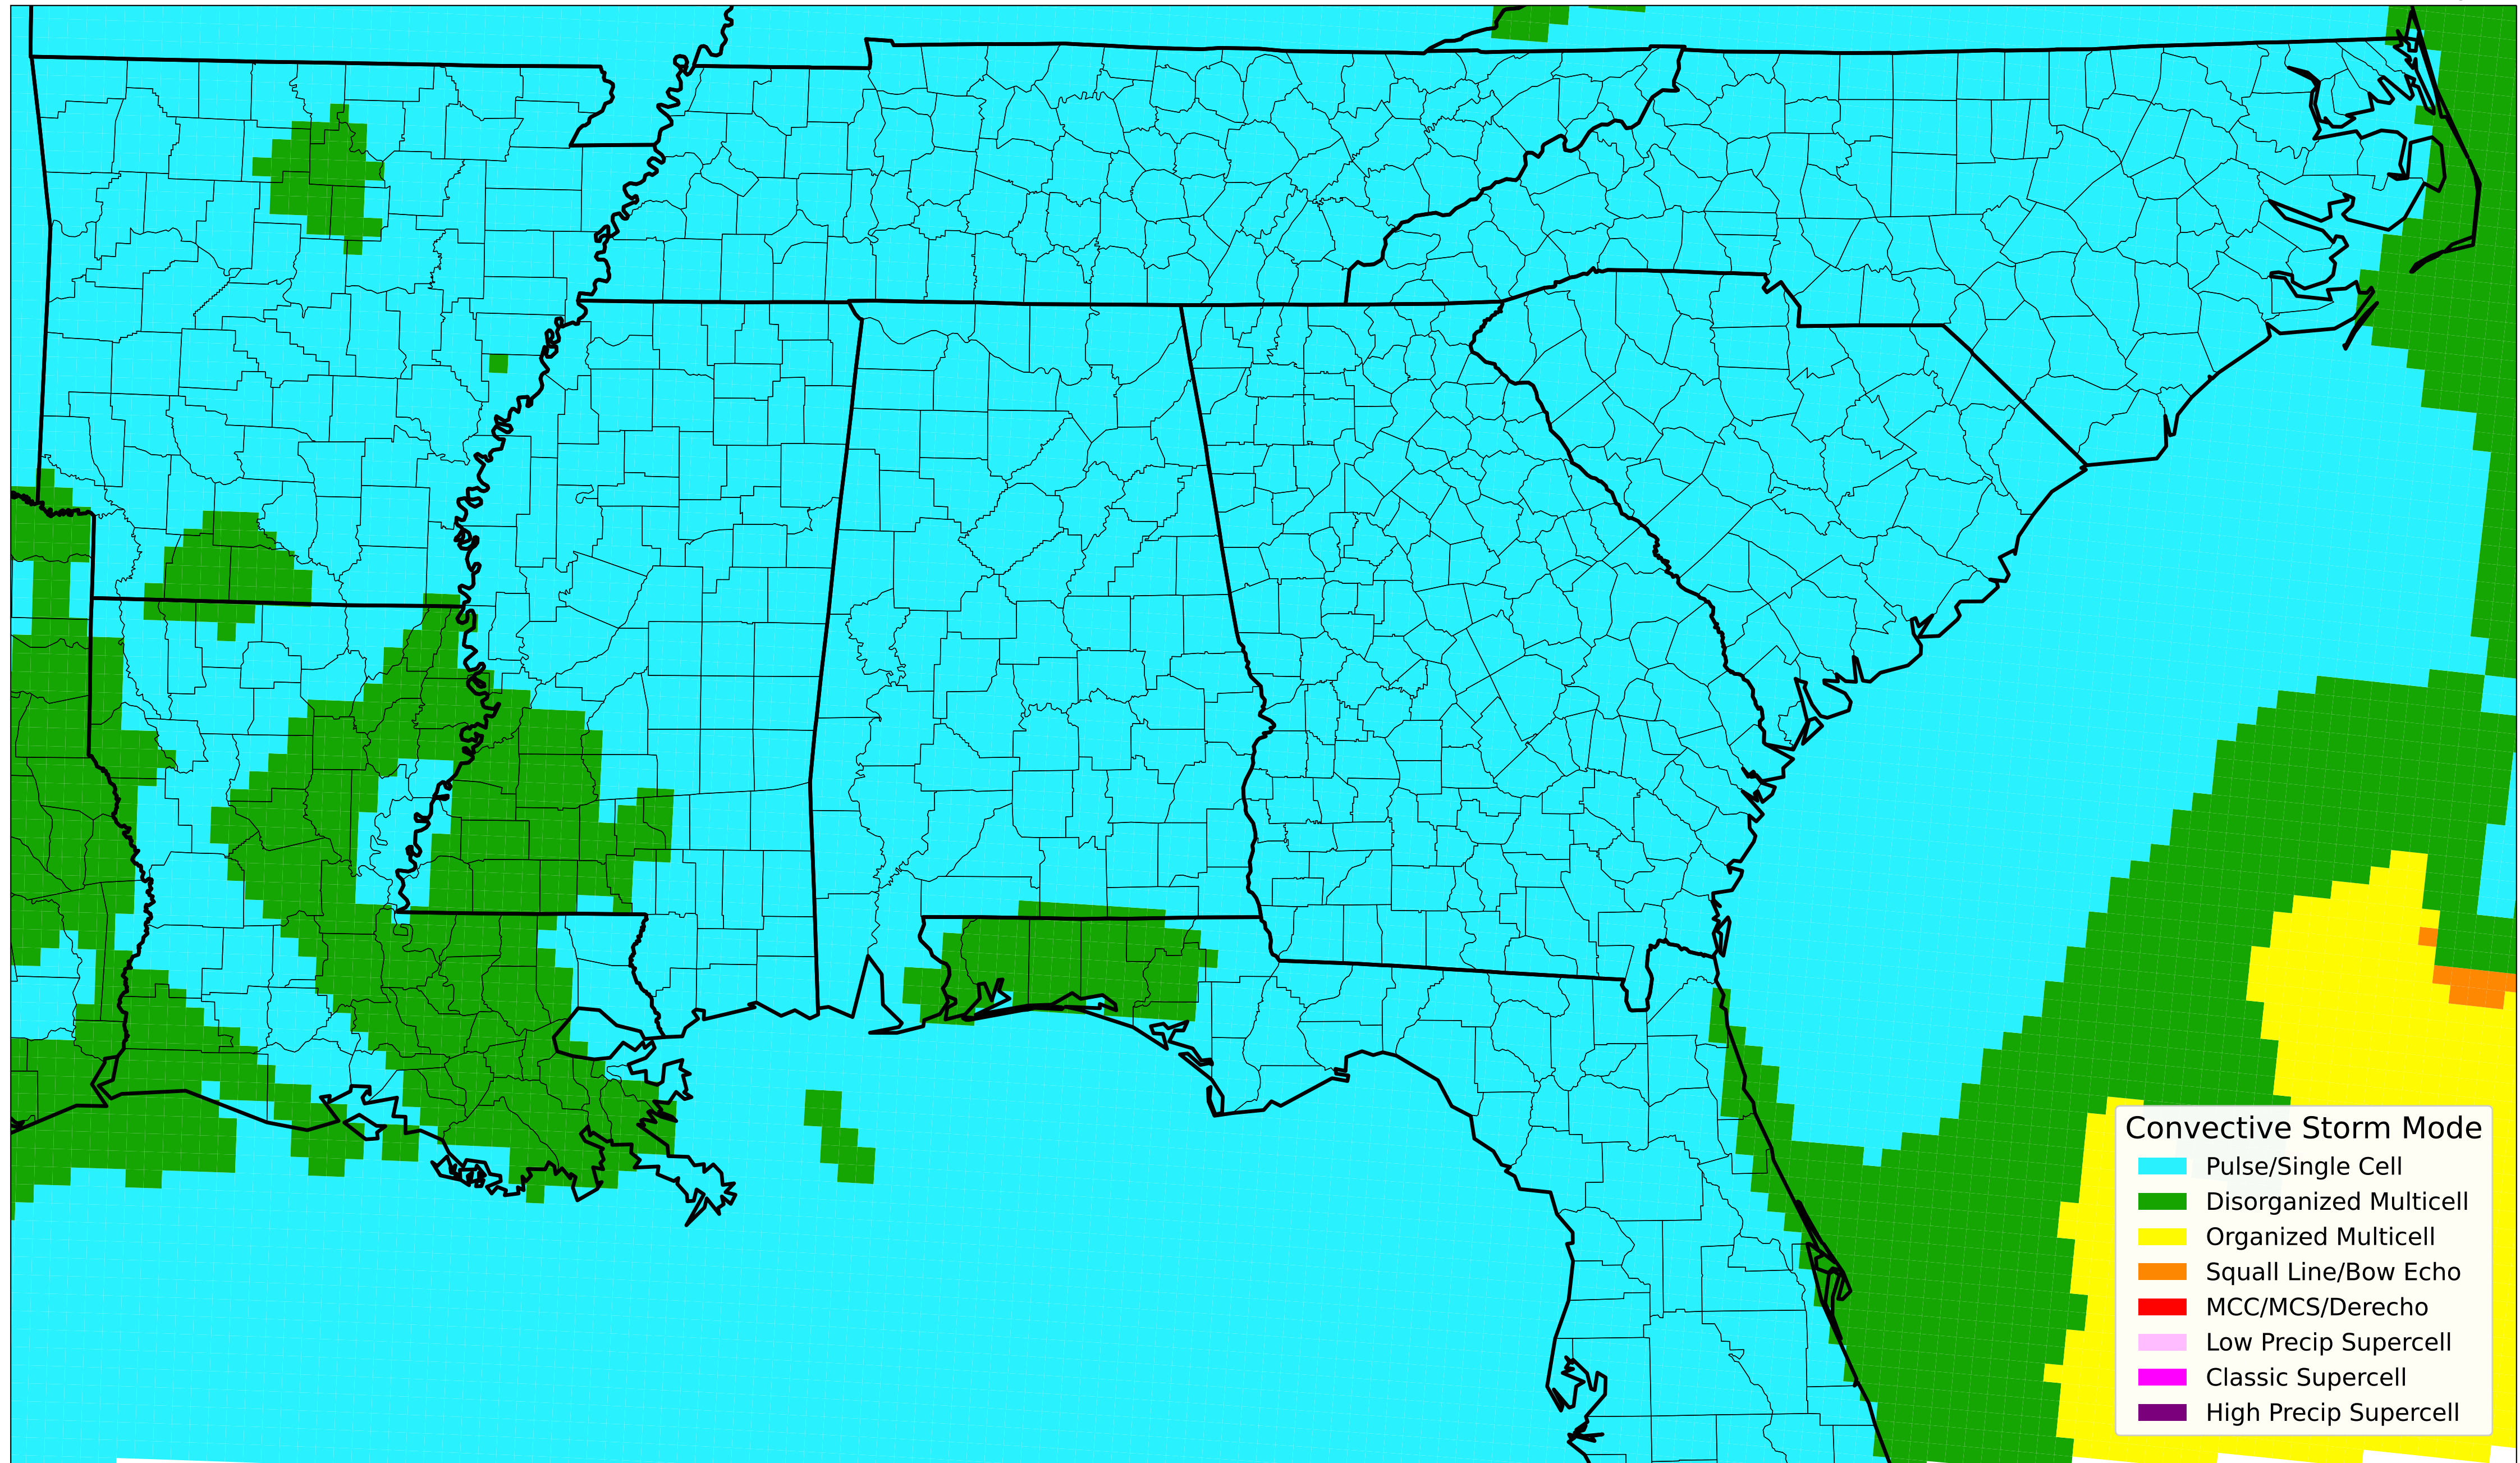 Convective Storm Mode
Pulse/Single Cell
Disorganized Multicell
Organized Multicell
Squall Line/Bow Echo
MCC/MCS/Derecho
Low Precip Supercell
Classic Supercell
High Precip Supercell